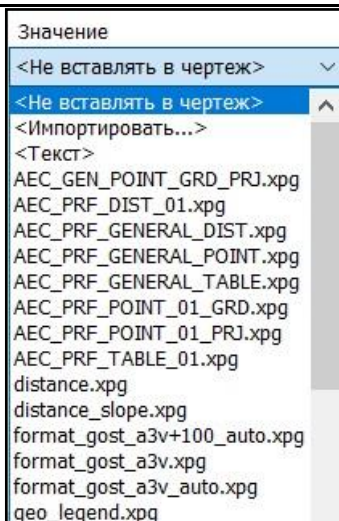 Значение
<Не вставлять в чертеж>
<Не вставлять в чертеж>
<Импортировать...>
<Текст>
AEC_GEN_POINT_GRD_PRJ.xpg
AEC_PRF_DIST_01.xpg
AEC_PRF_GENERAL_DIST.xpg
AEC_PRF_GENERAL_POINT.xpg
AEC_PRF_GENERAL_TABLE.xpg
AEC_PRF_POINT_01_GRD.xpg
AEC_PRF_POINT_01_PRJ.xpg
AEC_PRF_TABLE_01.xpg
distance.xpg
distance_slope.xpg
format_gost_a3v+100_auto.xpg
format_gost_a3v.xpg
format_gost_a3v_auto.xpg
geo_legend.xpg